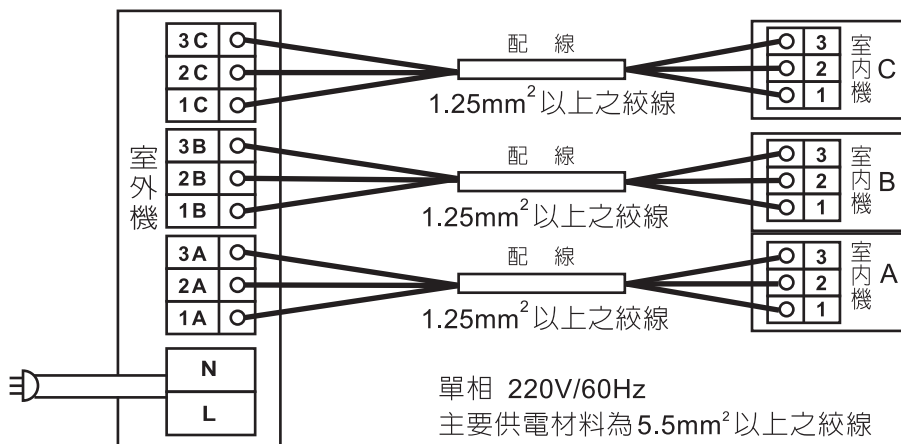 3C
2C
1C
配 線
1.25mm²以上之絞線
3
2
1
室內機 C
室外機
3B
2B
1B
配 線
1.25mm²以上之絞線
3
2
1
室內機 B
3A
2A
1A
配 線
1.25mm²以上之絞線
3
2
1
室內機 A
N
L
單相 220V/60Hz
主要供電材料為5.5mm²以上之絞線